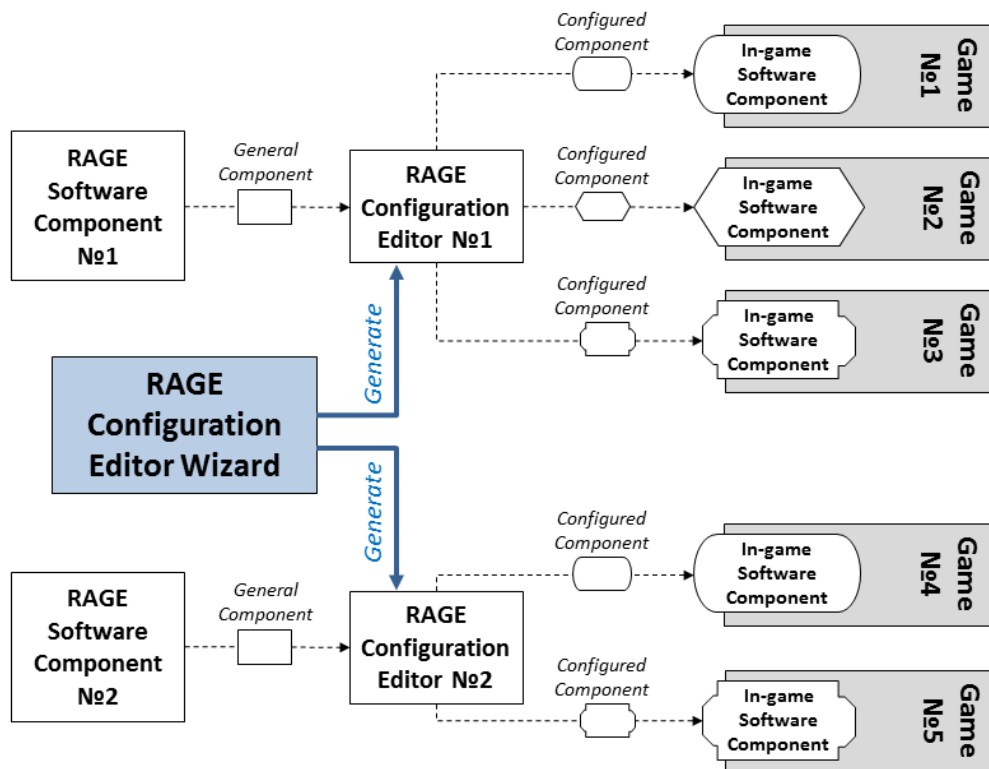 Configured
Component
In-game
Software
Component
Game
№1
RAGE
Software
Component
№1
General
Component
RAGE
Configuration
Editor №1
Configured
Component
In-game
Software
Component
Game
№2
Configured
Component
In-game
Software
Component
Game
№3
Generate
RAGE
Configuration
Editor Wizard
Generate
Configured
Component
In-game
Software
Component
Game
№4
RAGE
Software
Component
№2
General
Component
RAGE
Configuration
Editor №2
Configured
Component
In-game
Software
Component
Game
№5